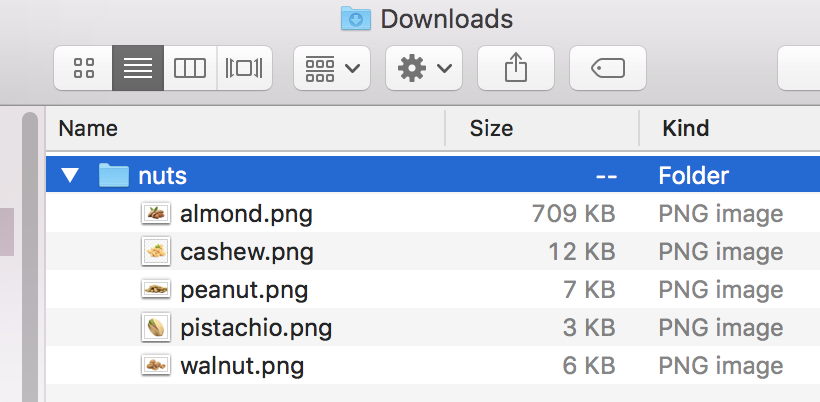 Downloads
Name Size Kind
nuts -- Folder
almond.png 709 KB PNG image
cashew.png 12 KB PNG image
peanut.png 7 KB PNG image
pistachio.png 3 KB PNG image
walnut.png 6 KB PNG image